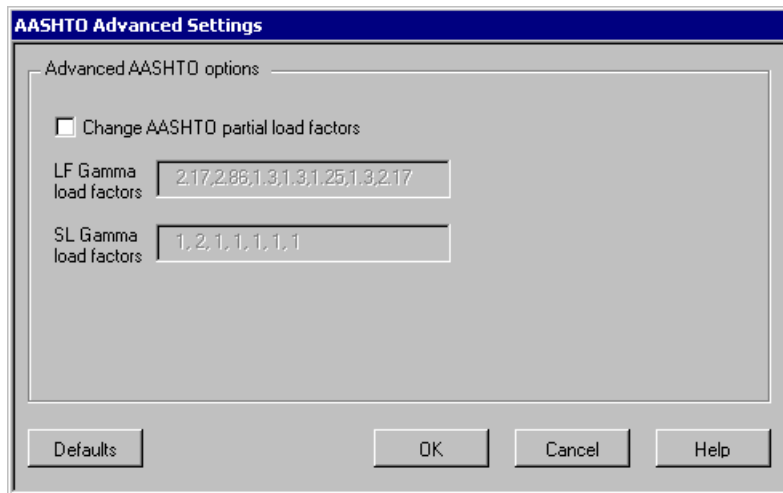 AASHTO Advanced Settings
Advanced AASHTO options
Change AASHTO partial load factors
LF Gamma
load factors
2.17,2.86,1.3,1.3,1.25,1.3,2.17
SL Gamma
load factors
1, 2, 1, 1, 1, 1, 1
Defaults
OK
Cancel
Help